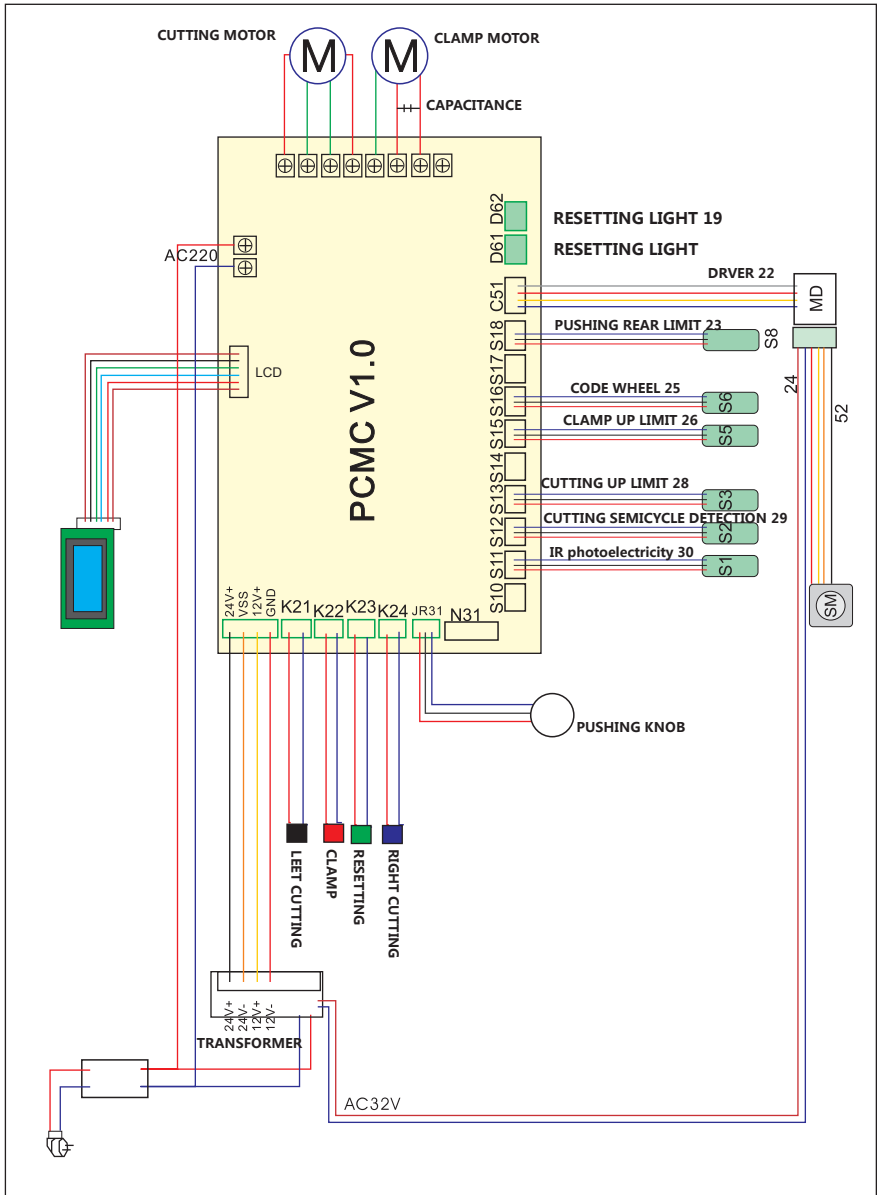 CUTTING MOTOR
M
M
CLAMP MOTOR
CAPACITANCE
D62
RESETTING LIGHT 19
D61
RESETTING LIGHT
AC220
C51
DRVER 22
MD
S18
PUSHING REAR LIMIT 23
S8
S17
LCD
PCMC V1.0
24
S16
CODE WHEEL 25
S6
52
S15
CLAMP UP LIMIT 26
S5
S14
S13
CUTTING UP LIMIT 28
S3
S12
CUTTING SEMICYCLE DETECTION 29
S2
S11
IR photoelectricity 30
S1
S10
SM
24V+
VSS
12V+
GND
K21
K22
K23
K24
JR31
N31
PUSHING KNOB
LEET CUTTING
CLAMP
RESETTING
RIGHT CUTTING
24V+
24V-
12V+
12V-
TRANSFORMER
AC32V